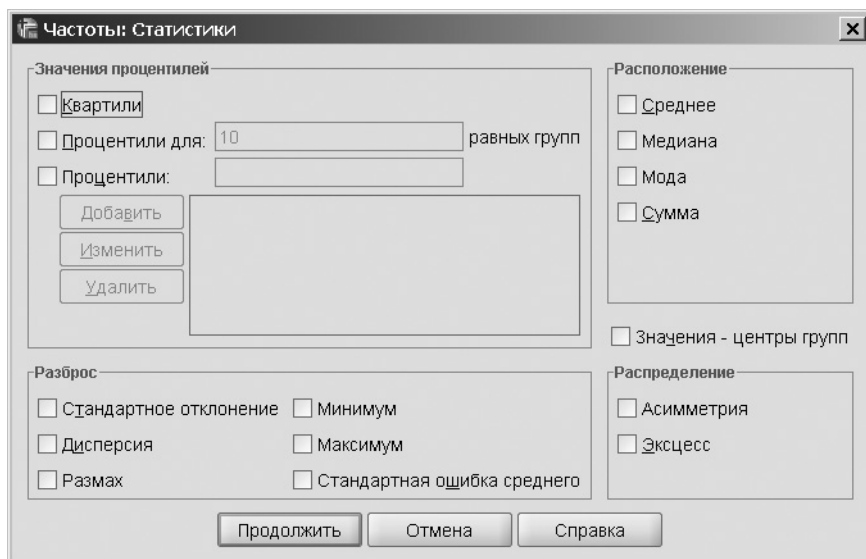 Частоты: Статистики
Значения процентилей
Квартили
Процентили для: 10 равных групп
Процентили:
Добавить
Изменить
Удалить
Расположение
Среднее
Медиана
Мода
Сумма
Значения - центры групп
Разброс
Стандартное отклонение
Минимум
Дисперсия
Максимум
Размах
Стандартная ошибка среднего
Распределение
Асимметрия
Эксцесс
Продолжить
Отмена
Справка